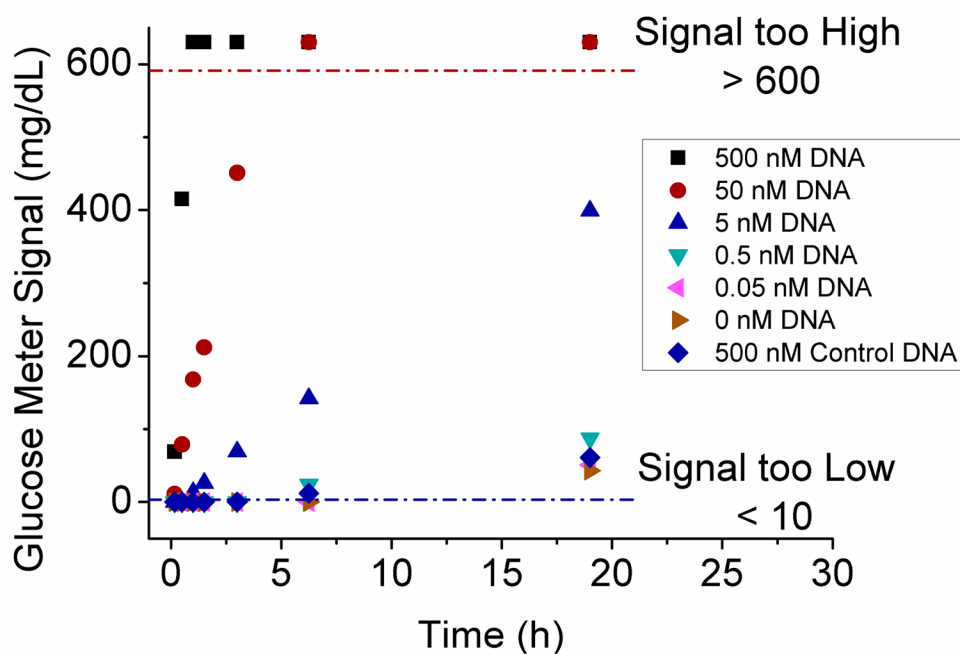 Signal too High
> 600
600
400
200
0
Glucose Meter Signal (mg/dL)
500 nM DNA
50 nM DNA
5 nM DNA
0.5 nM DNA
0.05 nM DNA
0 nM DNA
500 nM Control DNA
Signal too Low
< 10
0 5 10 15 20 25 30
Time (h)